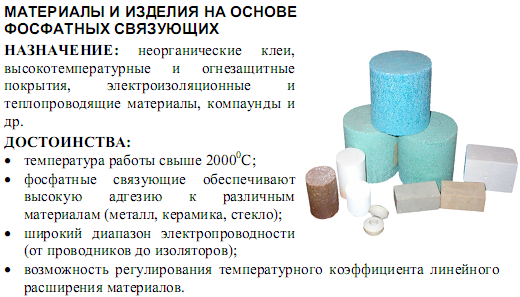 МАТЕРИАЛЫ И ИЗДЕЛИЯ НА ОСНОВЕ
ФОСФАТНЫХ СВЯЗУЮЩИХ
НАЗНАЧЕНИЕ: неорганические клеи,
высокотемпературные и огнезащитные
покрытия, электроизоляционные и
теплопроводящие материалы, компаунды и
др.
ДОСТОИНСТВА:
• температура работы свыше 2000⁰С;
• фосфатные связующие обеспечивают
высокую адгезию к различным
материалам (металл, керамика, стекло);
• широкий диапазон электропроводности
(от проводников до изоляторов);
• возможность регулирования температурного коэффициента линейного
расширения материалов.